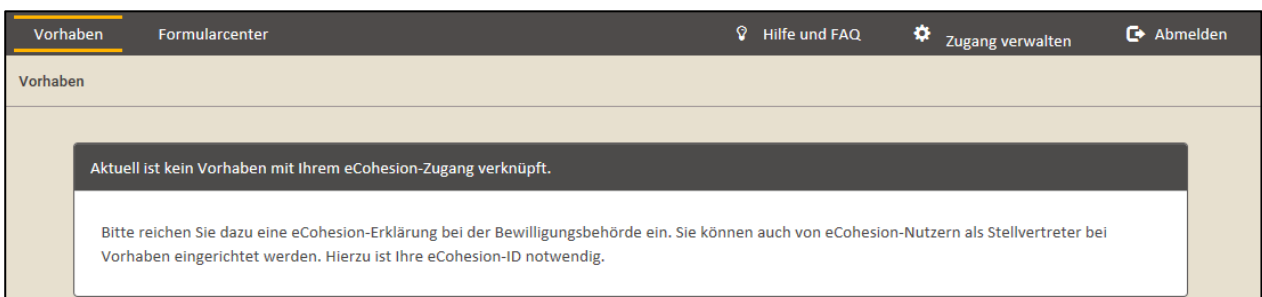 Vorhaben Formularcenter Hilfe und FAQ Zugang verwalten Abmelden
Vorhaben
Aktuell ist kein Vorhaben mit Ihrem eCohesion-Zugang verknüpft.
Bitte reichen Sie dazu eine eCohesion-Erklärung bei der Bewilligungsbehörde ein. Sie können auch von eCohesion-Nutzern als Stellvertreter bei
Vorhaben eingerichtet werden. Hierzu ist Ihre eCohesion-ID notwendig.